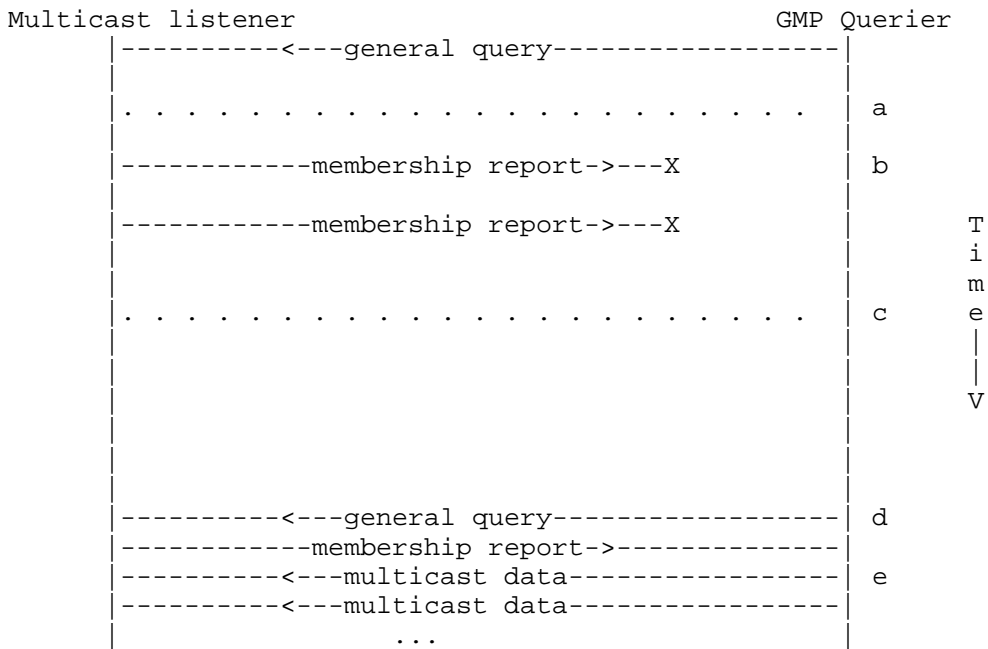 Multicast listener                              GMP Querier
      |----------<---general query------------------|
      |                                             |
      |. . . . . . . . . . . . . . . . . . . . . .  | a
      |                                             |
      |------------membership report->---X          | b
      |                                             |
      |------------membership report->---X          |       T
      |                                             |       i
      |                                             |       m
      |. . . . . . . . . . . . . . . . . . . . . .  | c     e
      |                                             |       |
      |                                             |       |
      |                                             |       V
      |                                             |
      |                                             |
      |                                             |
      |----------<---general query------------------| d
      |------------membership report->--------------|
      |----------<---multicast data-----------------| e
      |----------<---multicast data-----------------|
      |                 ...                         |